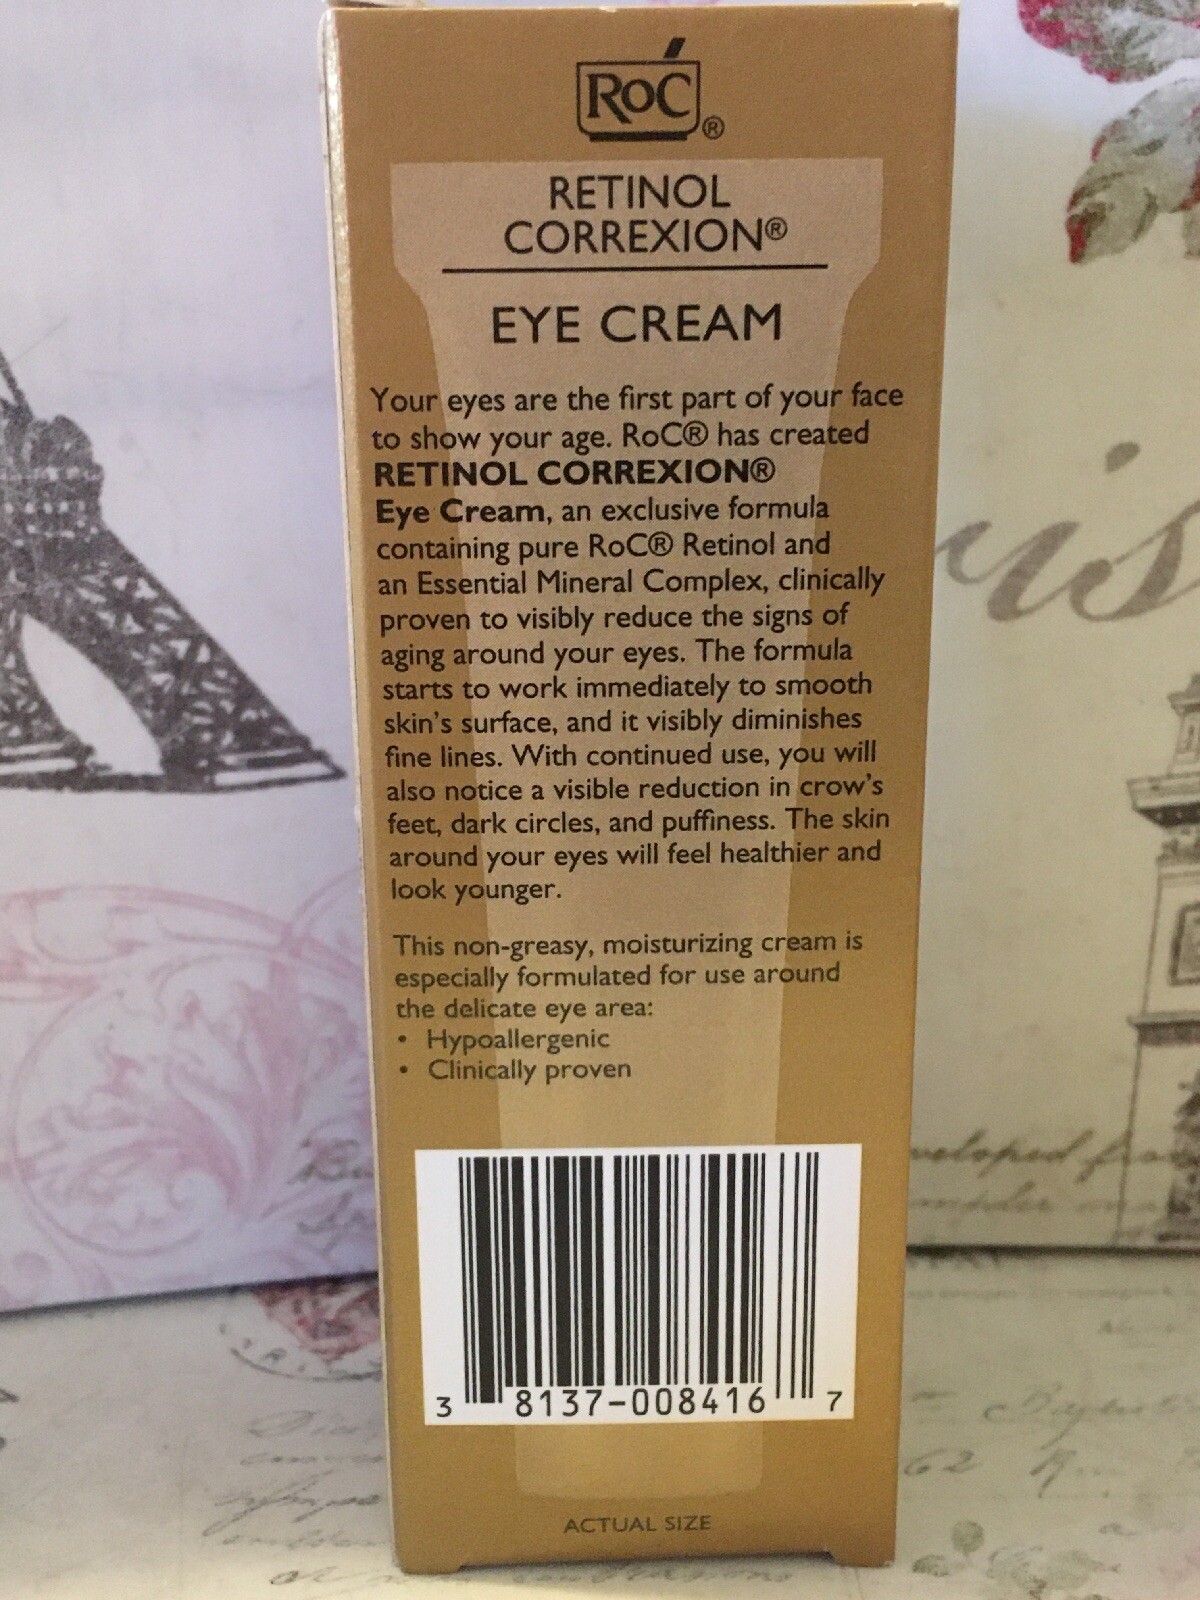 RoC®
RETINOL
CORREXION®
EYE CREAM
Your eyes are the first part of your face
to show your age. RoC® has created
RETINOL CORREXION®
Eye Cream, an exclusive formula
containing pure RoC® Retinol and
an Essential Mineral Complex, clinically
proven to visibly reduce the signs of
aging around your eyes. The formula
starts to work immediately to smooth
skin's surface, and it visibly diminishes
fine lines. With continued use, you will
also notice a visible reduction in crow's
feet, dark circles, and puffiness. The skin
around your eyes will feel healthier and
look younger.
This non-greasy, moisturizing cream is
especially formulated for use around
the delicate eye area:
• Hypoallergenic
• Clinically proven
3 8137-008416 7
ACTUAL SIZE